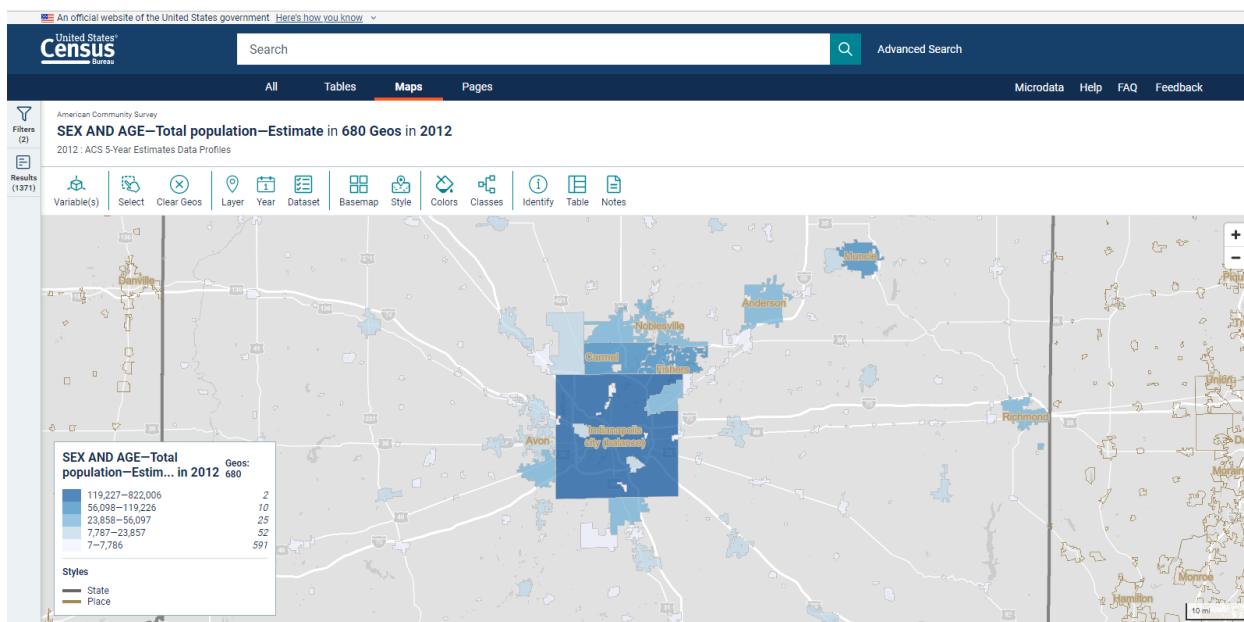 An official website of the United States government Here's how you know
United States®
Census
Bureau
Search
Advanced Search
All Tables Maps Pages
Microdata Help FAQ Feedback
Filters
(2)
Results
(1371)
American Community Survey
SEX AND AGE—Total population—Estimate in 680 Geos in 2012
2012 : ACS 5-Year Estimates Data Profiles
Variable(s) Select Clear Geos Layer Year Dataset Basemap Style Colors Classes Identify Table Notes
+
−
Danville
Muncie
Anderson
Noblesville
Carmel
Fishers
Union
Richmond
Indianapolis
city (balance)
Avon
Monroe
Hamilton
10 mi
SEX AND AGE—Total
population—Estim... in 2012
Geos:
680
119,227—822,006 2
56,098—119,226 10
23,858—56,097 25
7,787—23,857 52
7—7,786 591
Styles
State
Place